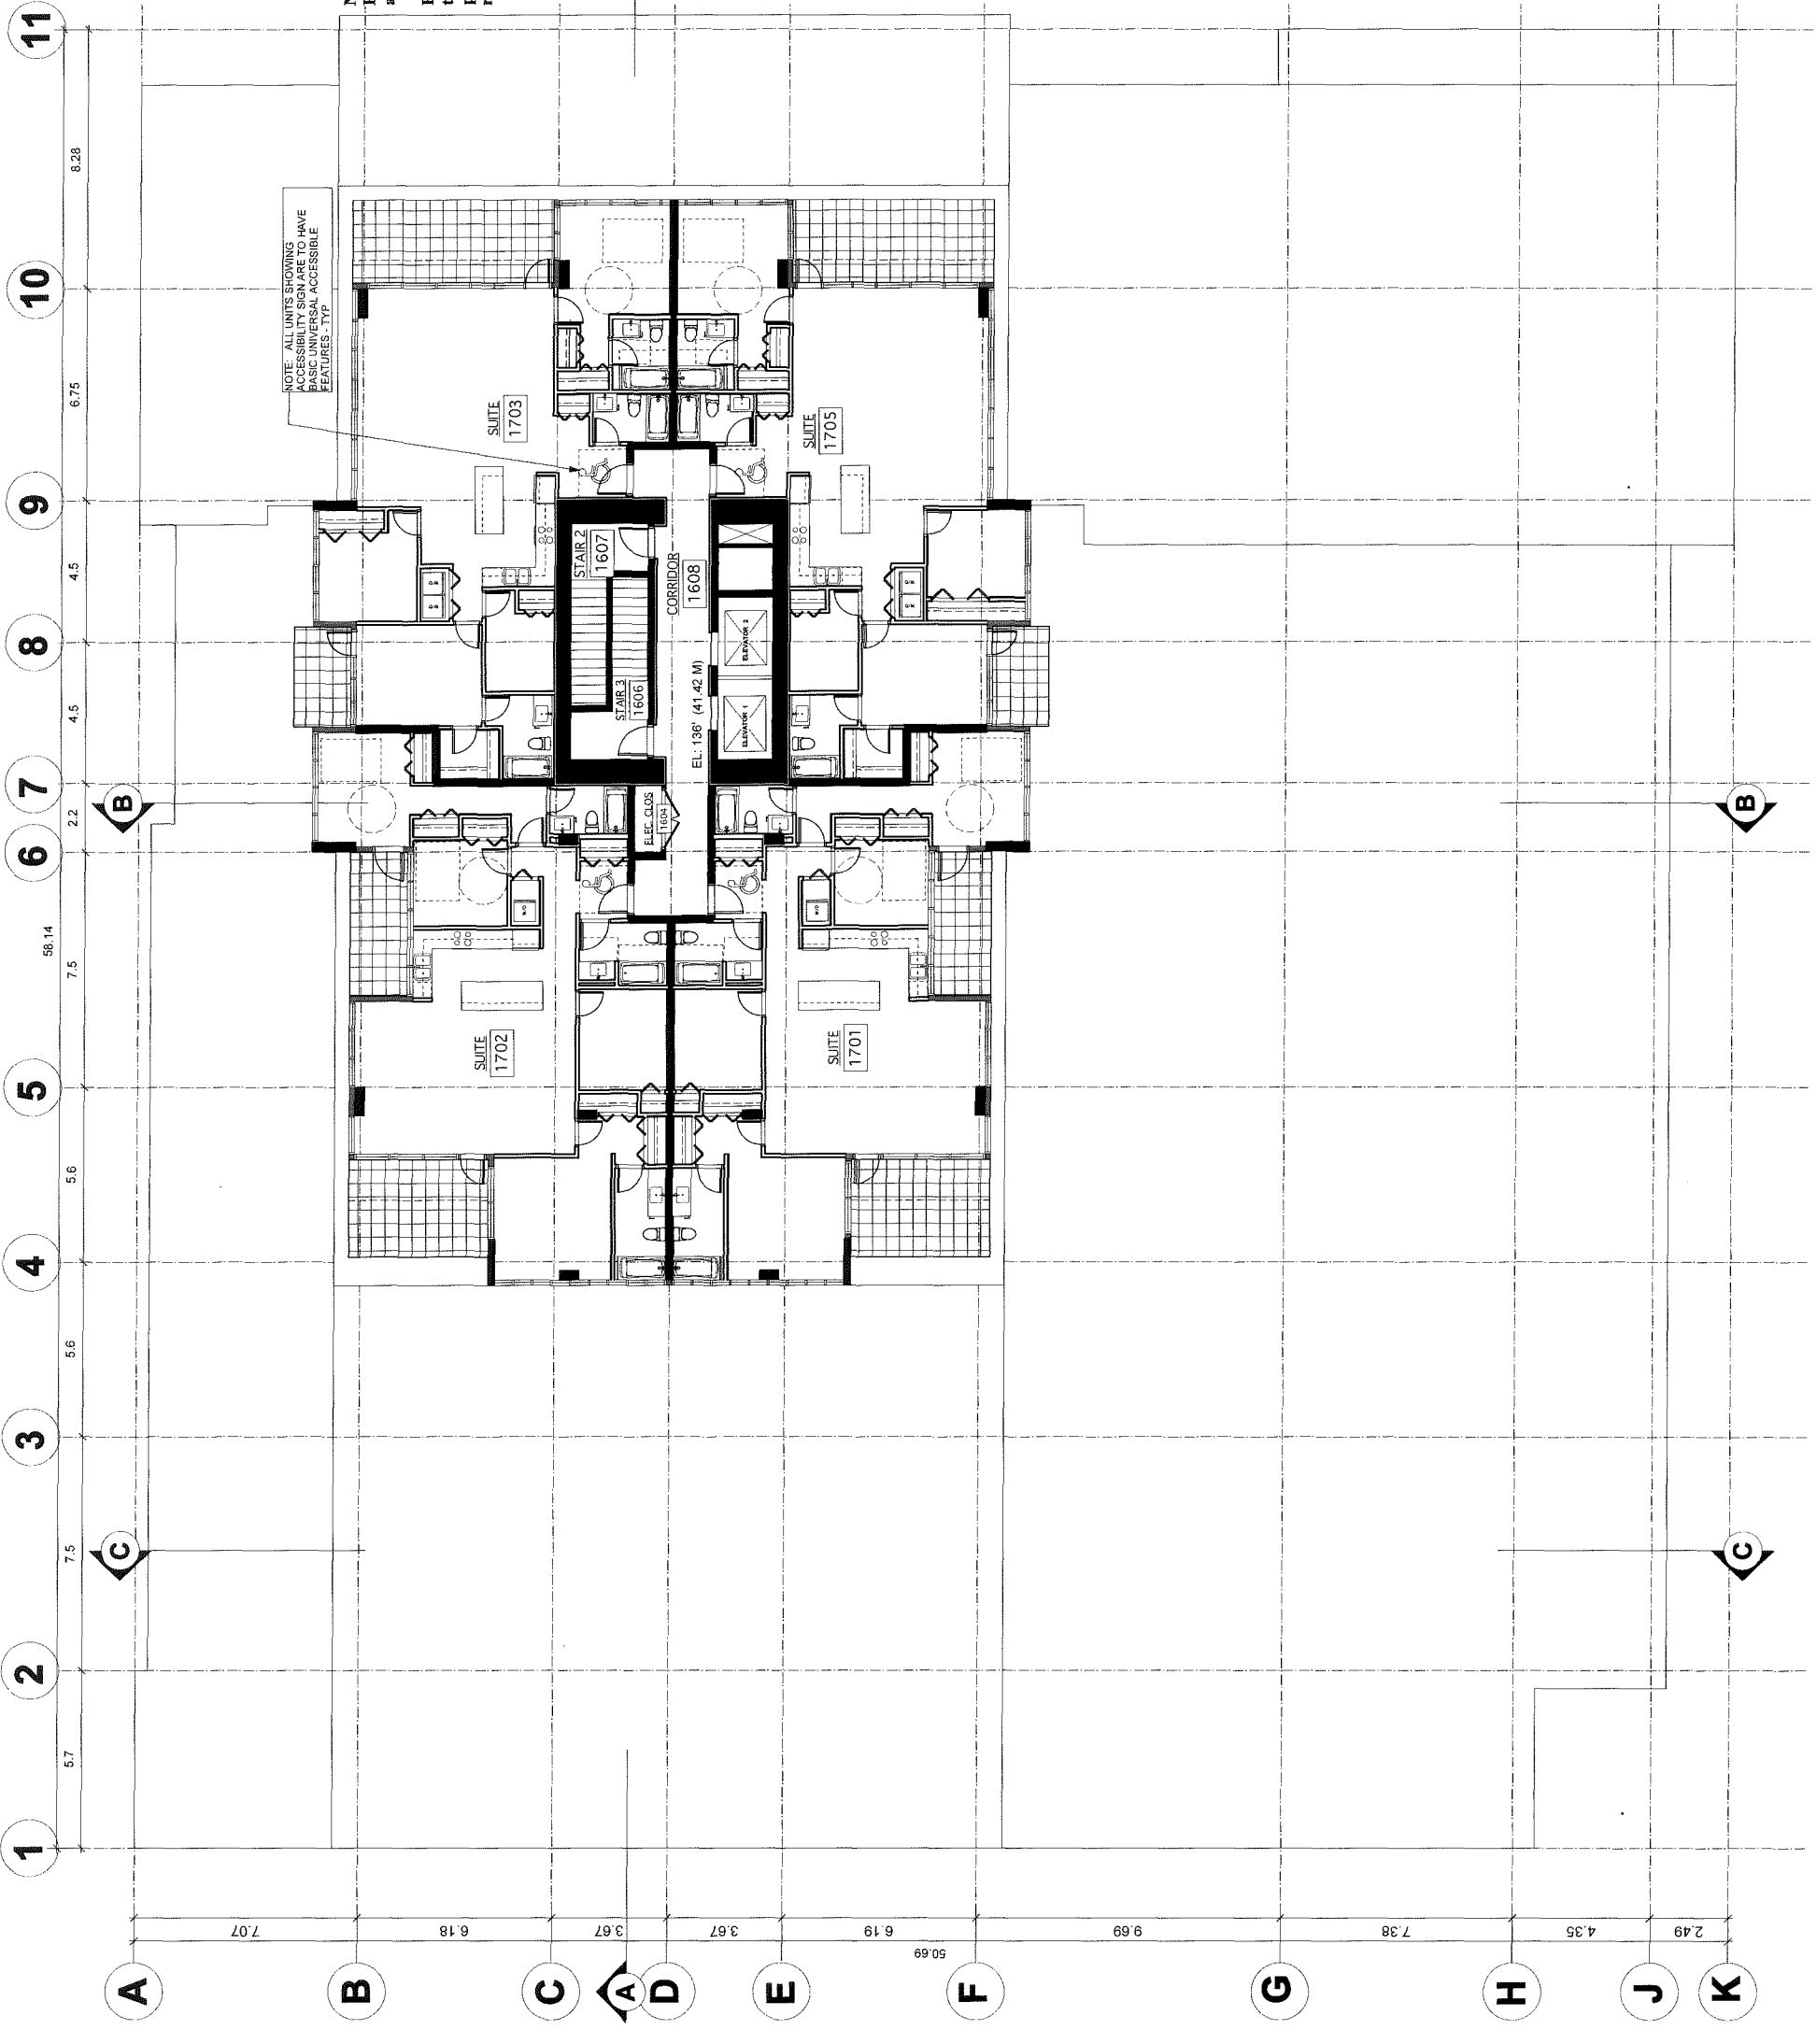 11
10
9
8
7
6
5
4
3
2
1
8.28
6.75
4.5
4.5
2.2
58.14
7.5
5.6
5.6
7.5
5.7
NOTE: ALL UNITS SHOWING
ACCESSIBILITY SIGN ARE TO HAVE
BASIC UNIVERSAL ACCESSIBLE
FEATURES - TYP
SUITE
1703
SUITE
1705
STAIR 2
1607
CORRIDOR
1608
STAIR 3
1606
EL: 136' (41.42 M)
ELEVATOR 2
ELEVATOR 1
ELEC. CLOS
1604
W/D
W/D
SUITE
1702
SUITE
1701
B
B
C
C
A
7.07
6.18
3.67
3.67
6.19
9.69
7.38
4.35
2.49
50.69
A
B
C
D
E
F
G
H
J
K